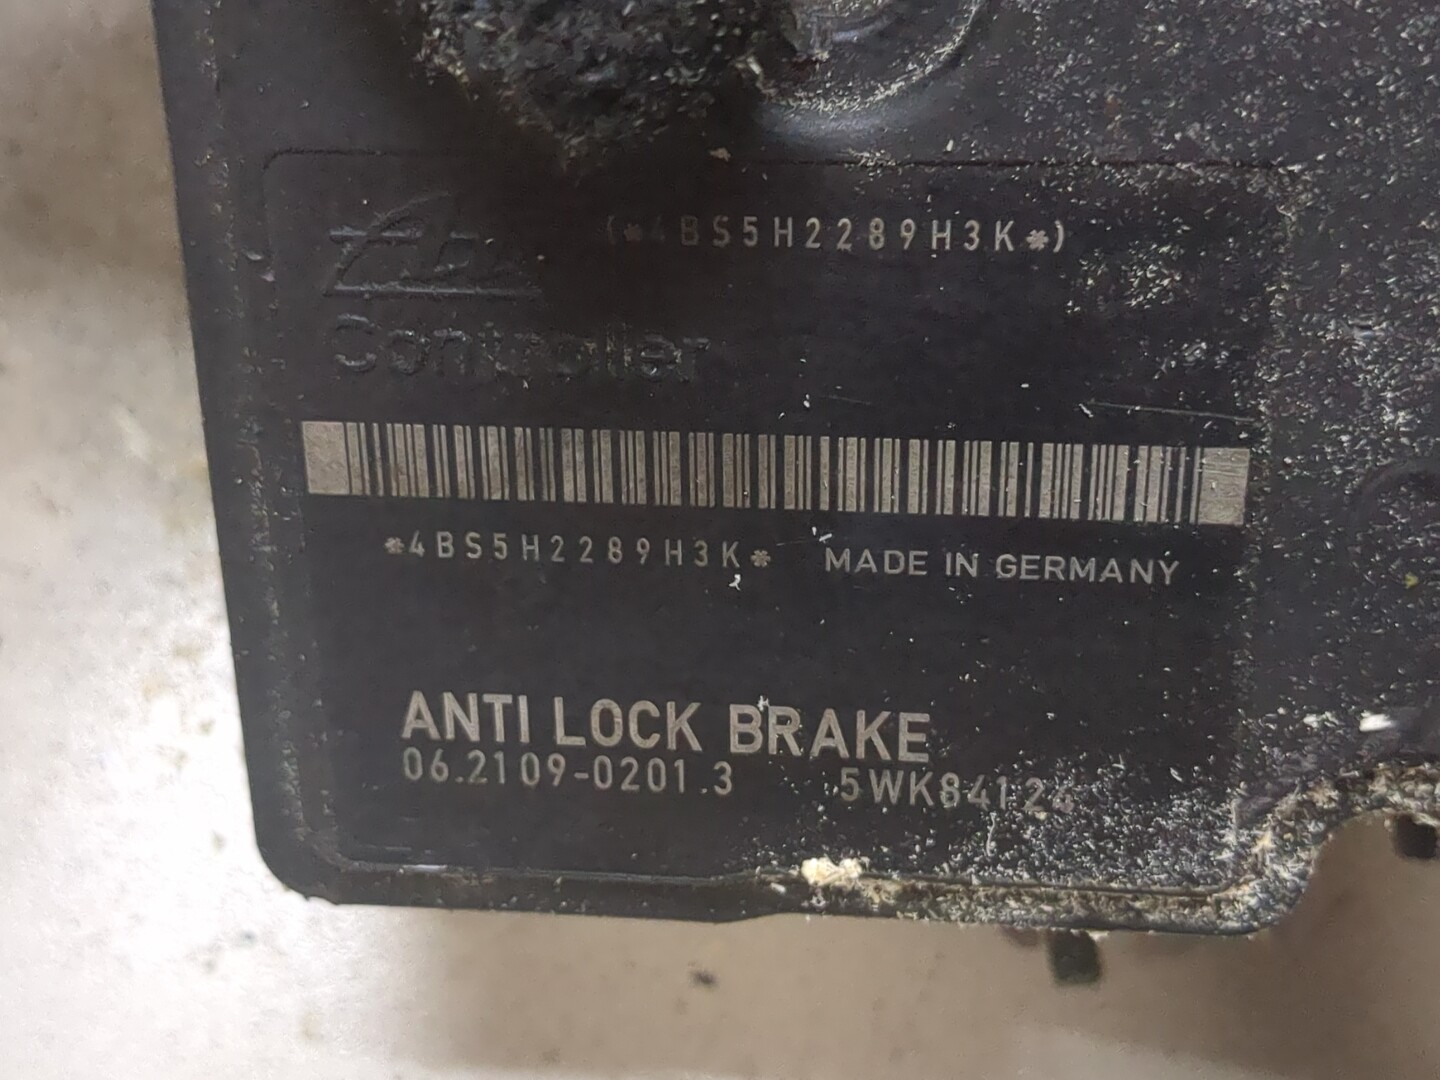 (*4BS5H2289H3K*)
Controller
*4BS5H2289H3K* MADE IN GERMANY
ANTI LOCK BRAKE
06.2109-0201.3 5WK84124